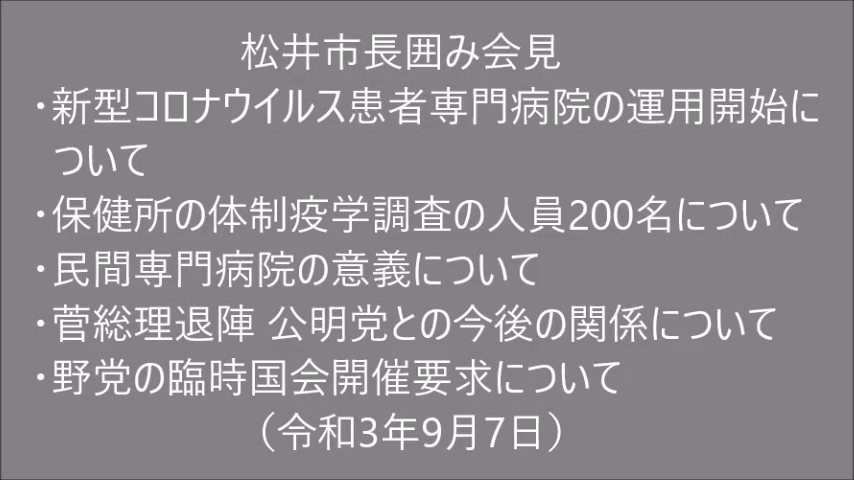 松井市長囲み会見
・新型コロナウイルス患者専門病院の運用開始に
ついて
・保健所の体制疫学調査の人員200名について
・民間専門病院の意義について
・菅総理退陣 公明党との今後の関係について
・野党の臨時国会開催要求について
（令和3年9月7日）